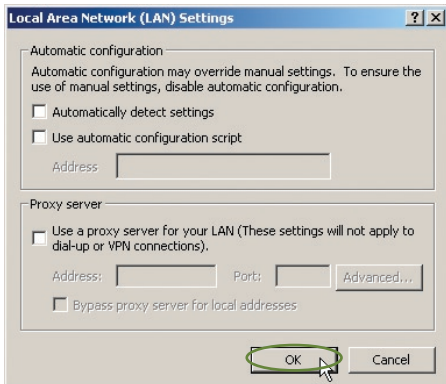 Local Area Network (LAN) Settings
Automatic configuration
Automatic configuration may override manual settings. To ensure the
use of manual settings, disable automatic configuration.
Automatically detect settings
Use automatic configuration script
Address
Proxy server
Use a proxy server for your LAN (These settings will not apply to
dial-up or VPN connections).
Address: Port: Advanced...
Bypass proxy server for local addresses
OK Cancel